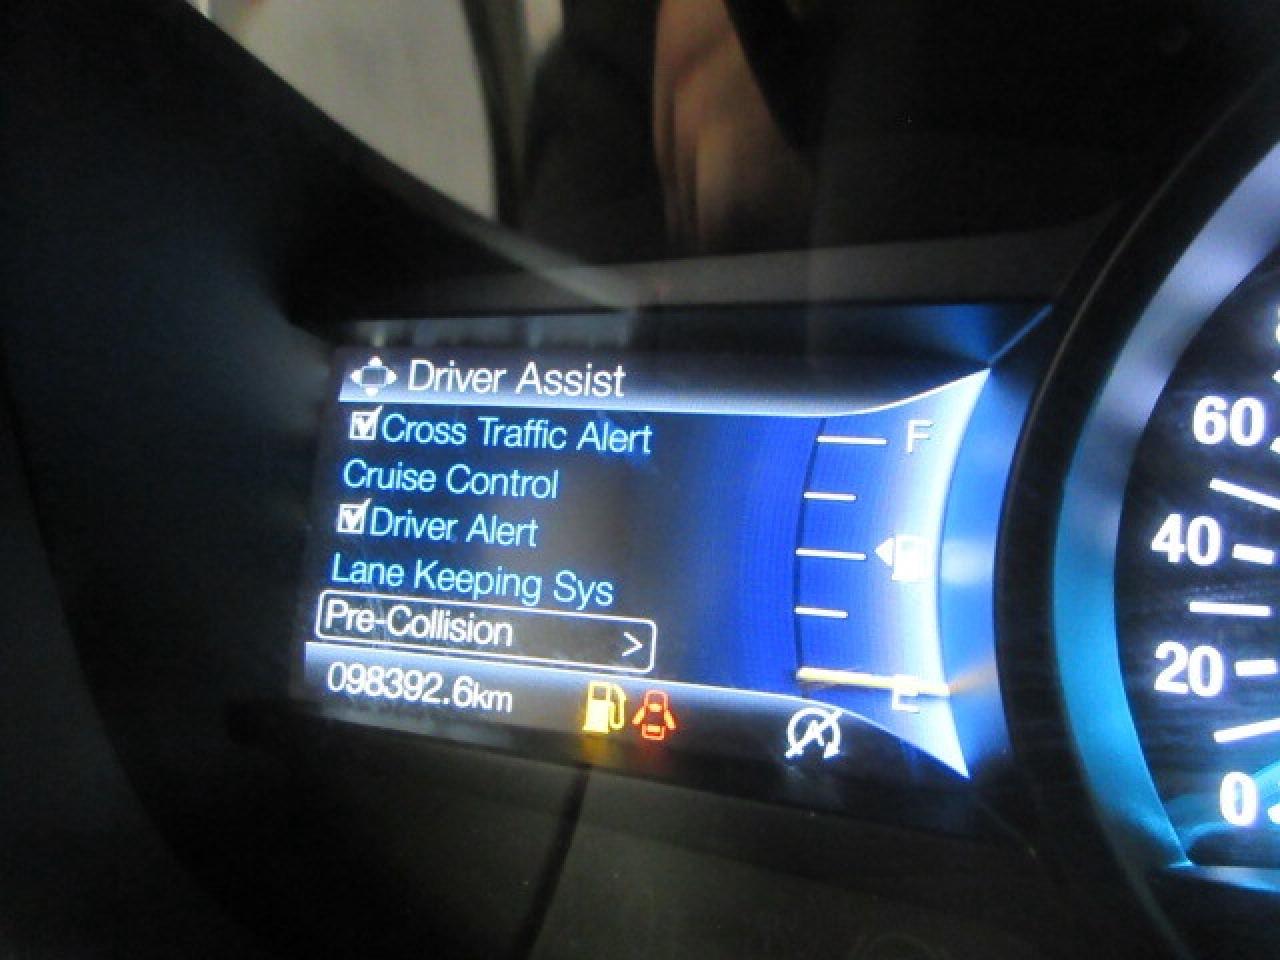 Driver Assist
Cross Traffic Alert
Cruise Control
Driver Alert
Lane Keeping Sys
Pre-Collision >
098392.6km
F
E
60
40
20
0